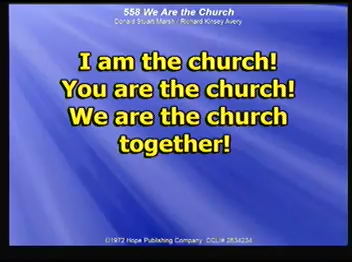 558 We Are the Church
Donald Stuart Marsh / Richard Kinsey Avery
I am the church!
You are the church!
We are the church
together!
©1972 Hope Publishing Company CCLI# 2634234